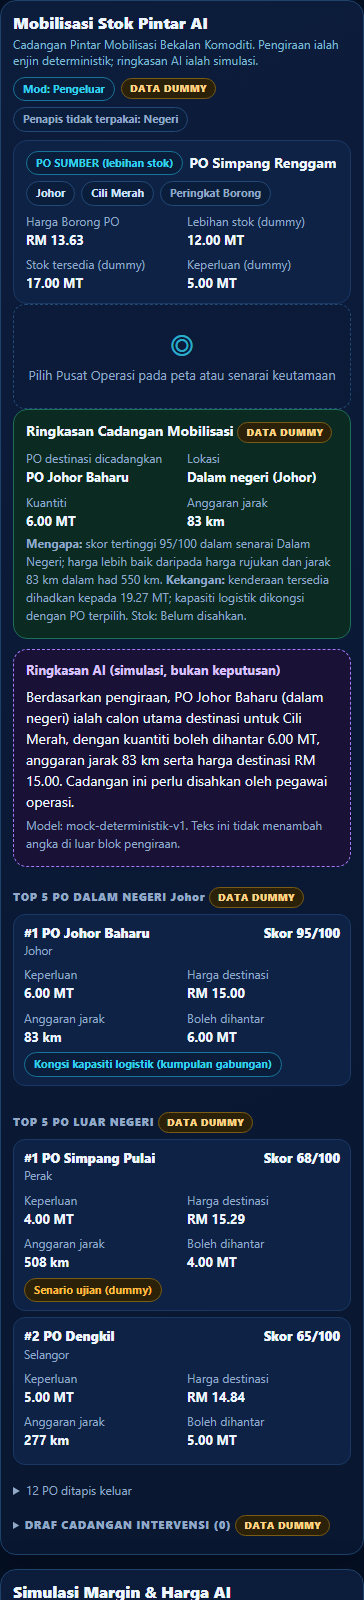 Mobilisasi Stok Pintar AI
Cadangan Pintar Mobilisasi Bekalan Komoditi. Pengiraan ialah
enjin deterministik; ringkasan AI ialah simulasi.
Mod: Pengeluar DATA DUMMY
Penapis tidak terpakai: Negeri
PO SUMBER (lebihan stok) PO Simpang Renggam
Johor Cili Merah Peringkat Borong
Harga Borong PO Lebihan stok (dummy)
RM 13.63 12.00 MT
Stok tersedia (dummy) Keperluan (dummy)
17.00 MT 5.00 MT
Pilih Pusat Operasi pada peta atau senarai keutamaan
Ringkasan Cadangan Mobilisasi DATA DUMMY
PO destinasi dicadangkan Lokasi
PO Johor Baharu Dalam negeri (Johor)
Kuantiti Anggaran jarak
6.00 MT 83 km
Mengapa: skor tertinggi 95/100 dalam senarai Dalam
Negeri; harga lebih baik daripada harga rujukan dan jarak
83 km dalam had 550 km. Kekangan: kenderaan tersedia
dihadkan kepada 19.27 MT; kapasiti logistik dikongsi
dengan PO terpilih. Stok: Belum disahkan.
Ringkasan AI (simulasi, bukan keputusan)
Berdasarkan pengiraan, PO Johor Baharu (dalam
negeri) ialah calon utama destinasi untuk Cili
Merah, dengan kuantiti boleh dihantar 6.00 MT,
anggaran jarak 83 km serta harga destinasi RM
15.00. Cadangan ini perlu disahkan oleh pegawai
operasi.
Model: mock-deterministik-v1. Teks ini tidak menambah
angka di luar blok pengiraan.
TOP 5 PO DALAM NEGERI Johor DATA DUMMY
#1 PO Johor Baharu Skor 95/100
Johor
Keperluan Harga destinasi
6.00 MT RM 15.00
Anggaran jarak Boleh dihantar
83 km 6.00 MT
Kongsi kapasiti logistik (kumpulan gabungan)
TOP 5 PO LUAR NEGERI DATA DUMMY
#1 PO Simpang Pulai Skor 68/100
Perak
Keperluan Harga destinasi
4.00 MT RM 15.29
Anggaran jarak Boleh dihantar
508 km 4.00 MT
Senario ujian (dummy)
#2 PO Dengkil Skor 65/100
Selangor
Keperluan Harga destinasi
5.00 MT RM 14.84
Anggaran jarak Boleh dihantar
277 km 5.00 MT
12 PO ditapis keluar
DRAF CADANGAN INTERVENSI (0) DATA DUMMY
Simulasi Margin & Harga AI